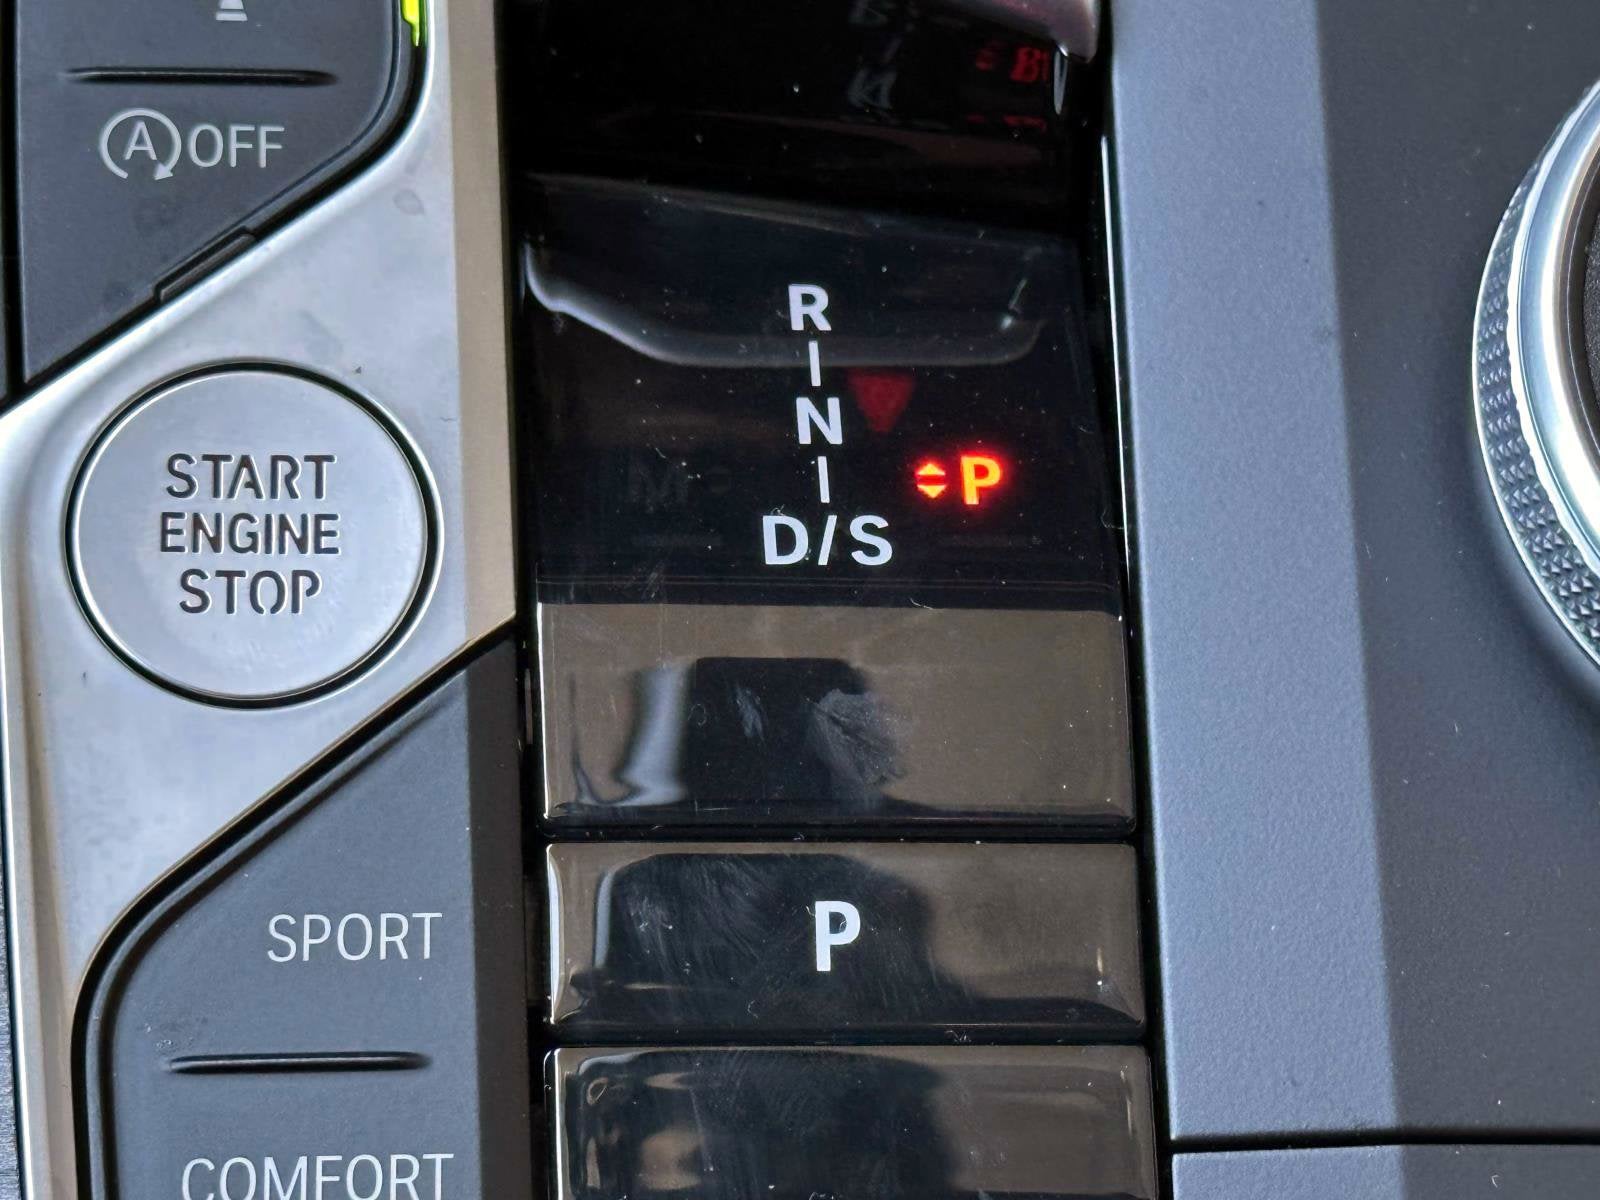 A OFF
START
ENGINE
STOP
R
N
P
D/S
P
SPORT
COMFORT